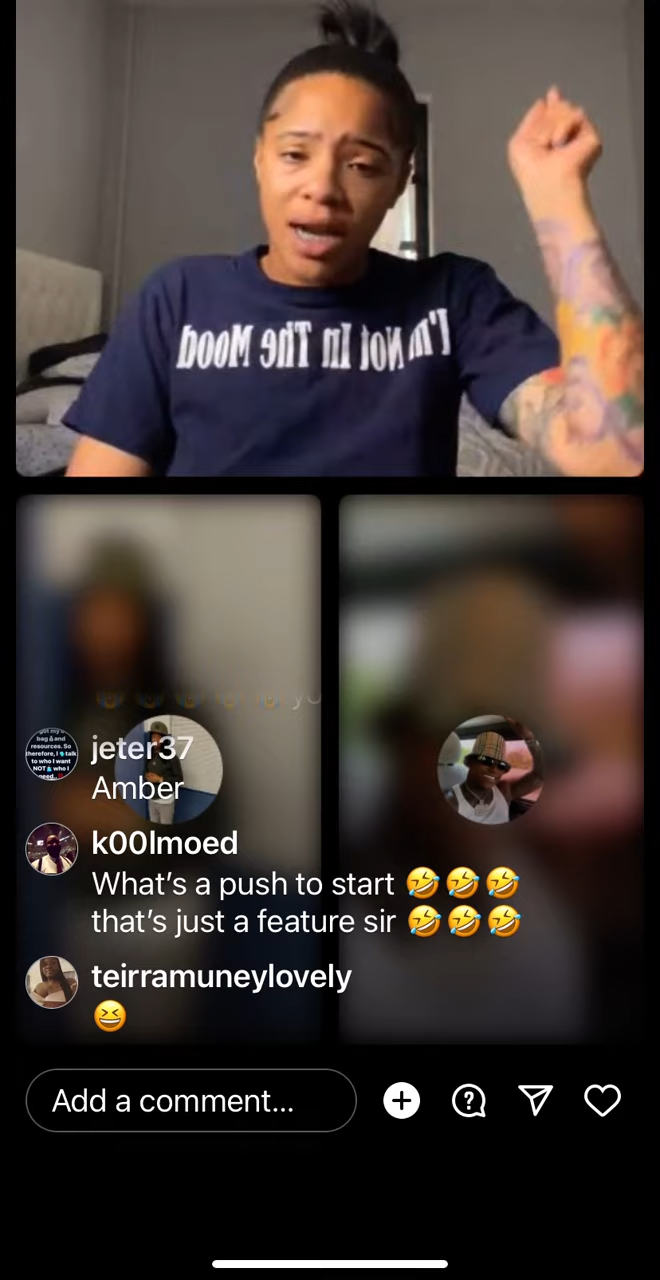 I'm Not In The Mood
jeter37
Amber
k00lmoed
What's a push to start 🤣🤣🤣
that's just a feature sir 🤣🤣🤣
teirramuneylovely
😆
Add a comment...